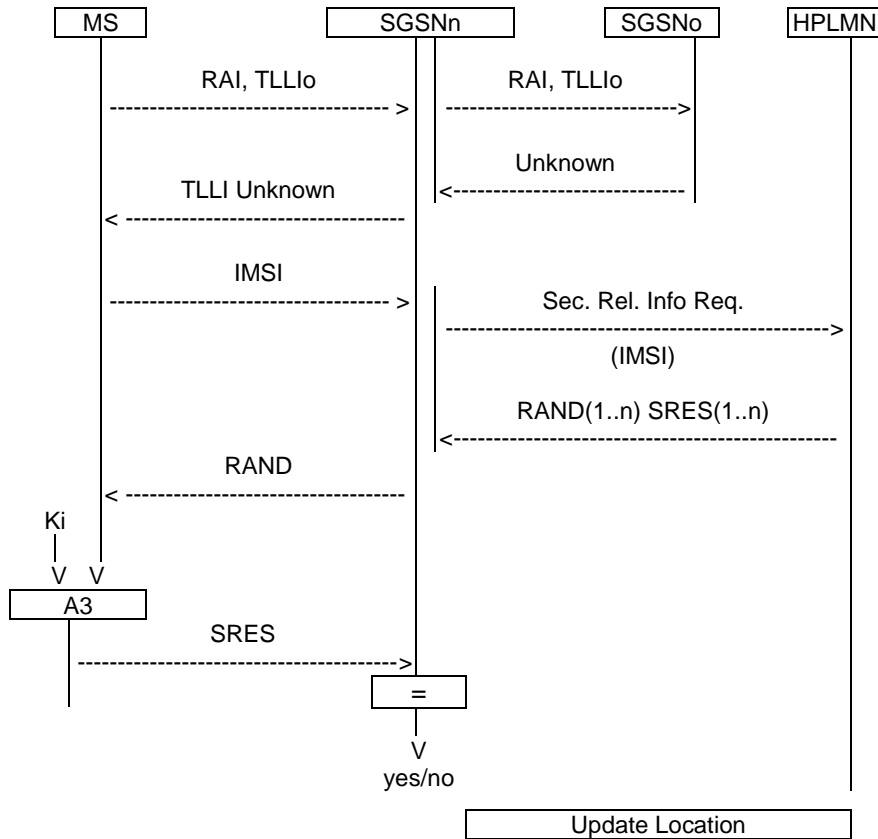 MS SGSNn SGSNo HPLMN
RAI, TLLIo RAI, TLLIo
------------------------------ > ---------------------------->
Unknown
TLLI Unknown <-------------------------
< ------------------------------
IMSI
------------------------------ > Sec. Rel. Info Req.
------------------------------------------->
(IMSI)
RAND(1..n) SRES(1..n)
<------------------------------------------
RAND
< ------------------------------
Ki
V V
A3
SRES
----------------------------------->
=
V
yes/no
Update Location